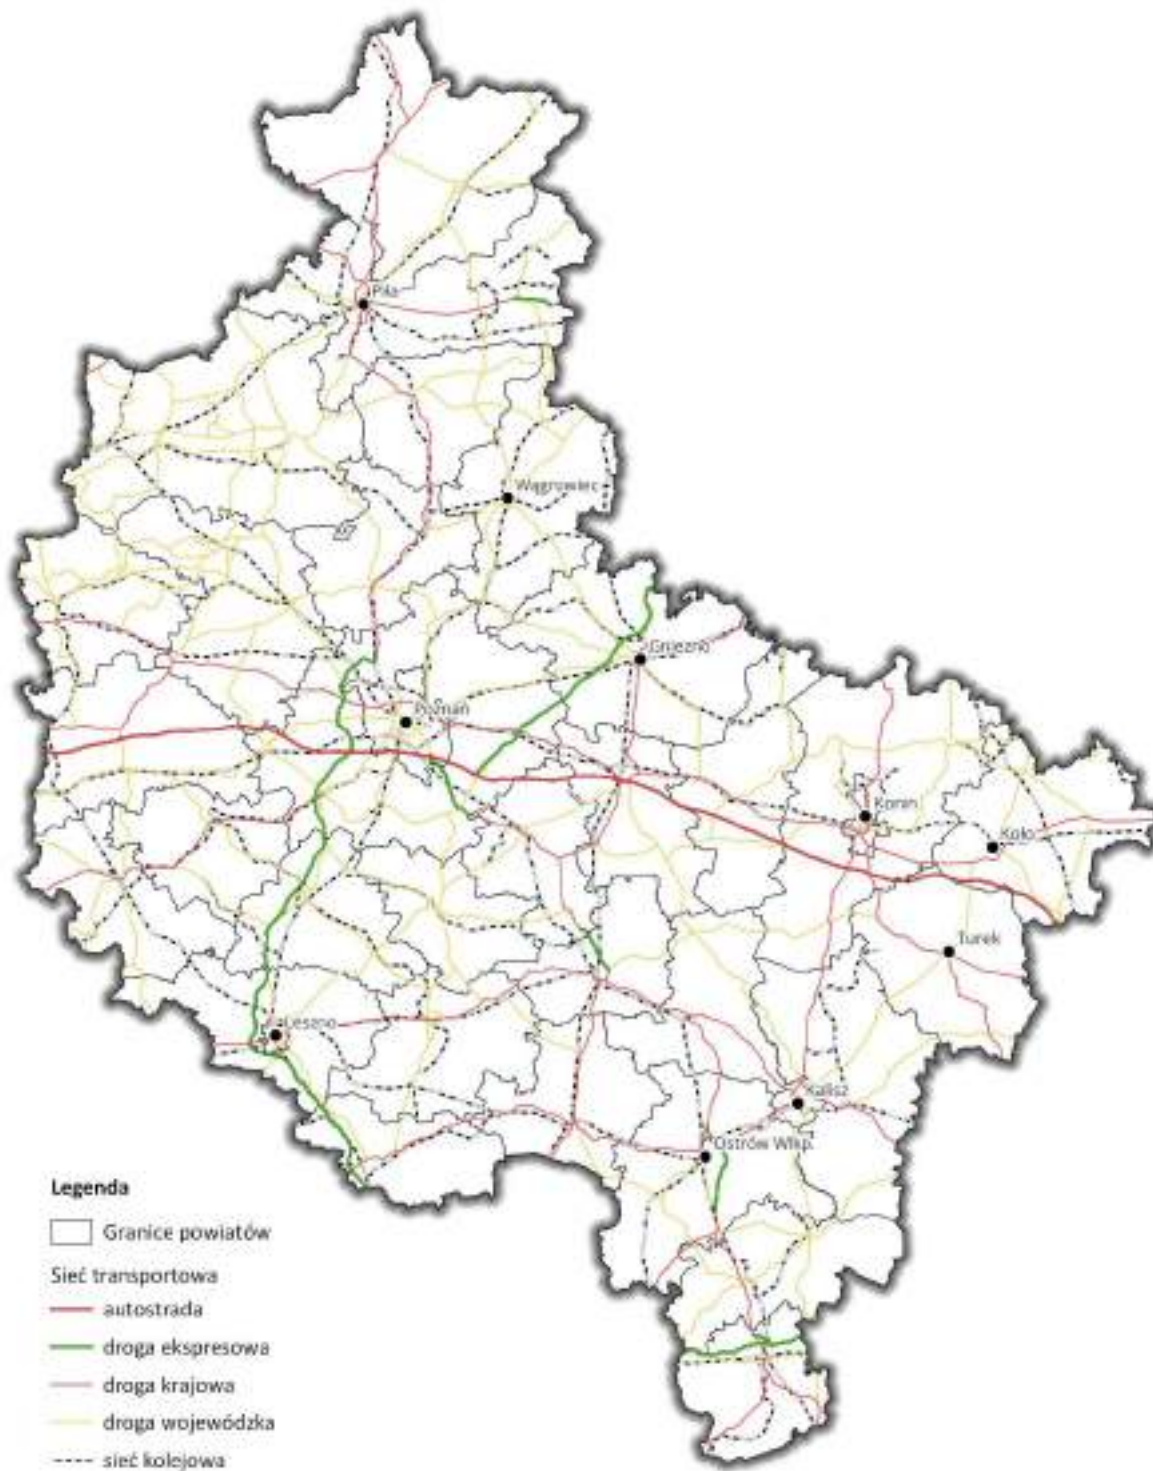 Piła
Wągrowiec
Gniezno
Poznań
Konin
Koło
Turek
Leszno
Kalisz
Ostrów Wlkp.
Legenda
Granice powiatów
Sieć transportowa
autostrada
droga ekspresowa
droga krajowa
droga wojewódzka
sieć kolejowa